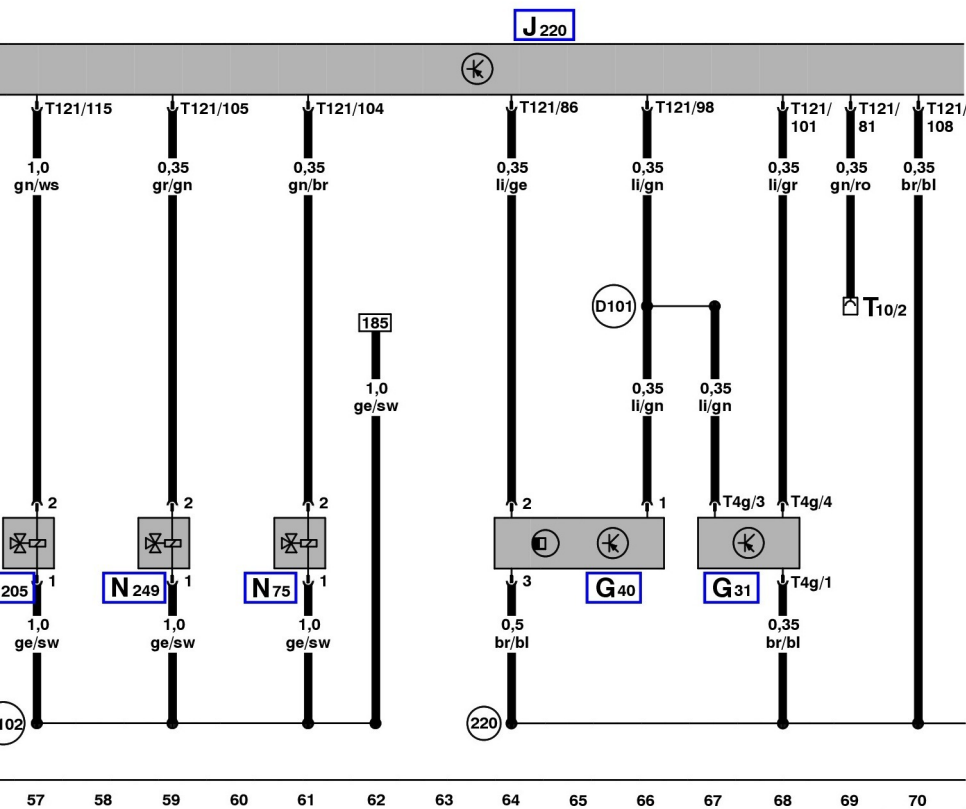 J 220
T121/115 T121/105 T121/104 T121/86 T121/98 T121/ T121/ T121/
101 81 108
1,0 0,35 0,35 0,35 0,35 0,35 0,35 0,35
gn/ws gr/gn gn/br li/ge li/gn li/gr gn/ro br/bl
D101 T10/2
185
1,0 0,35 0,35
ge/sw li/gn li/gn
2 2 2 2 1 T4g/3 T4g/4
205 1 N 249 1 N 75 1 3 G 40 G 31 T4g/1
1,0 1,0 1,0 0,5 0,35
ge/sw ge/sw ge/sw br/bl br/bl
102 220
57 58 59 60 61 62 63 64 65 66 67 68 69 70